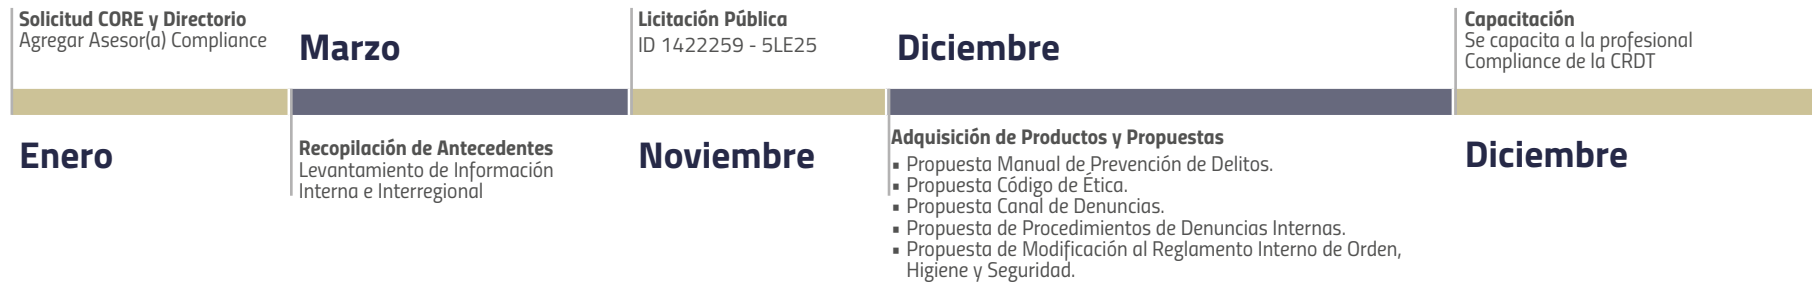 Solicitud CORE y Directorio
Agregar Asesor(a) Compliance
Enero
Marzo
Recopilación de Antecedentes
Levantamiento de Información
Interna e Interregional
Licitación Pública
ID 1422259 - 5LE25
Noviembre
Diciembre
Adquisición de Productos y Propuestas
▪ Propuesta Manual de Prevención de Delitos.
▪ Propuesta Código de Ética.
▪ Propuesta Canal de Denuncias.
▪ Propuesta de Procedimientos de Denuncias Internas.
▪ Propuesta de Modificación al Reglamento Interno de Orden,
Higiene y Seguridad.
Capacitación
Se capacita a la profesional
Compliance de la CRDT
Diciembre